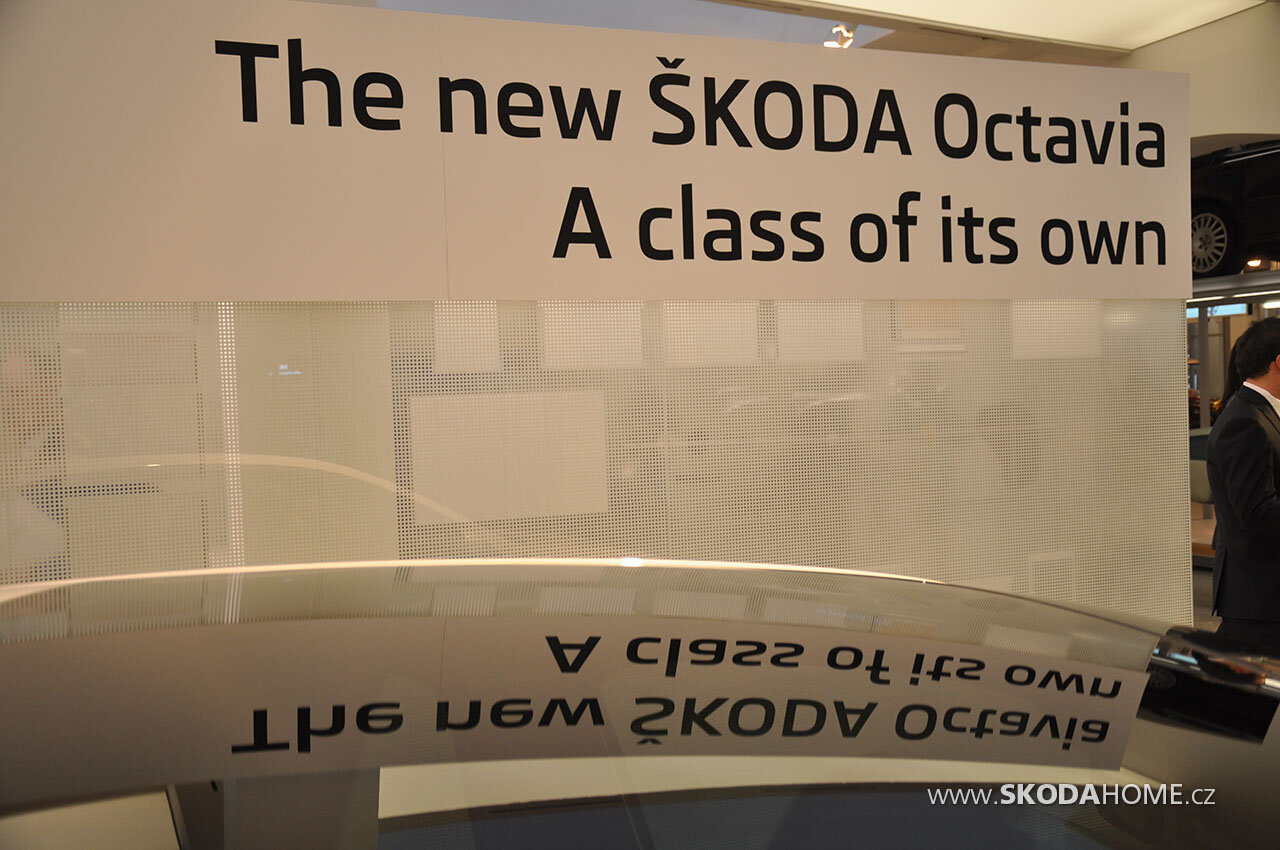 The new ŠKODA Octavia
A class of its own
A class of its own
The new ŠKODA Octavia
www.SKODAHOME.cz